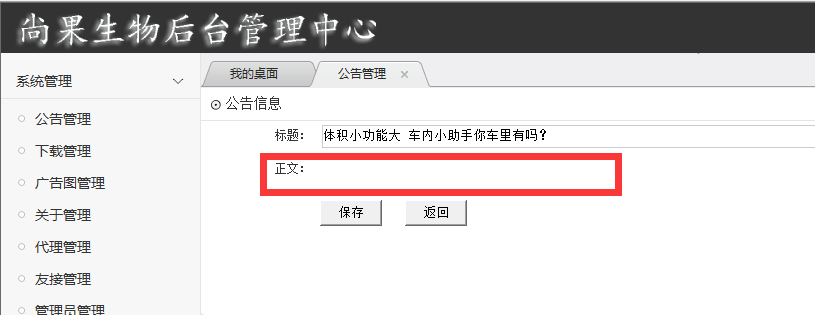 尚果生物后台管理中心
系统管理
公告管理
下载管理
广告图管理
关于管理
代理管理
友接管理
管理员管理
我的桌面
公告管理
公告信息
标题: 体积小功能大 车内小助手你车里有吗?
正文:
保存 返回